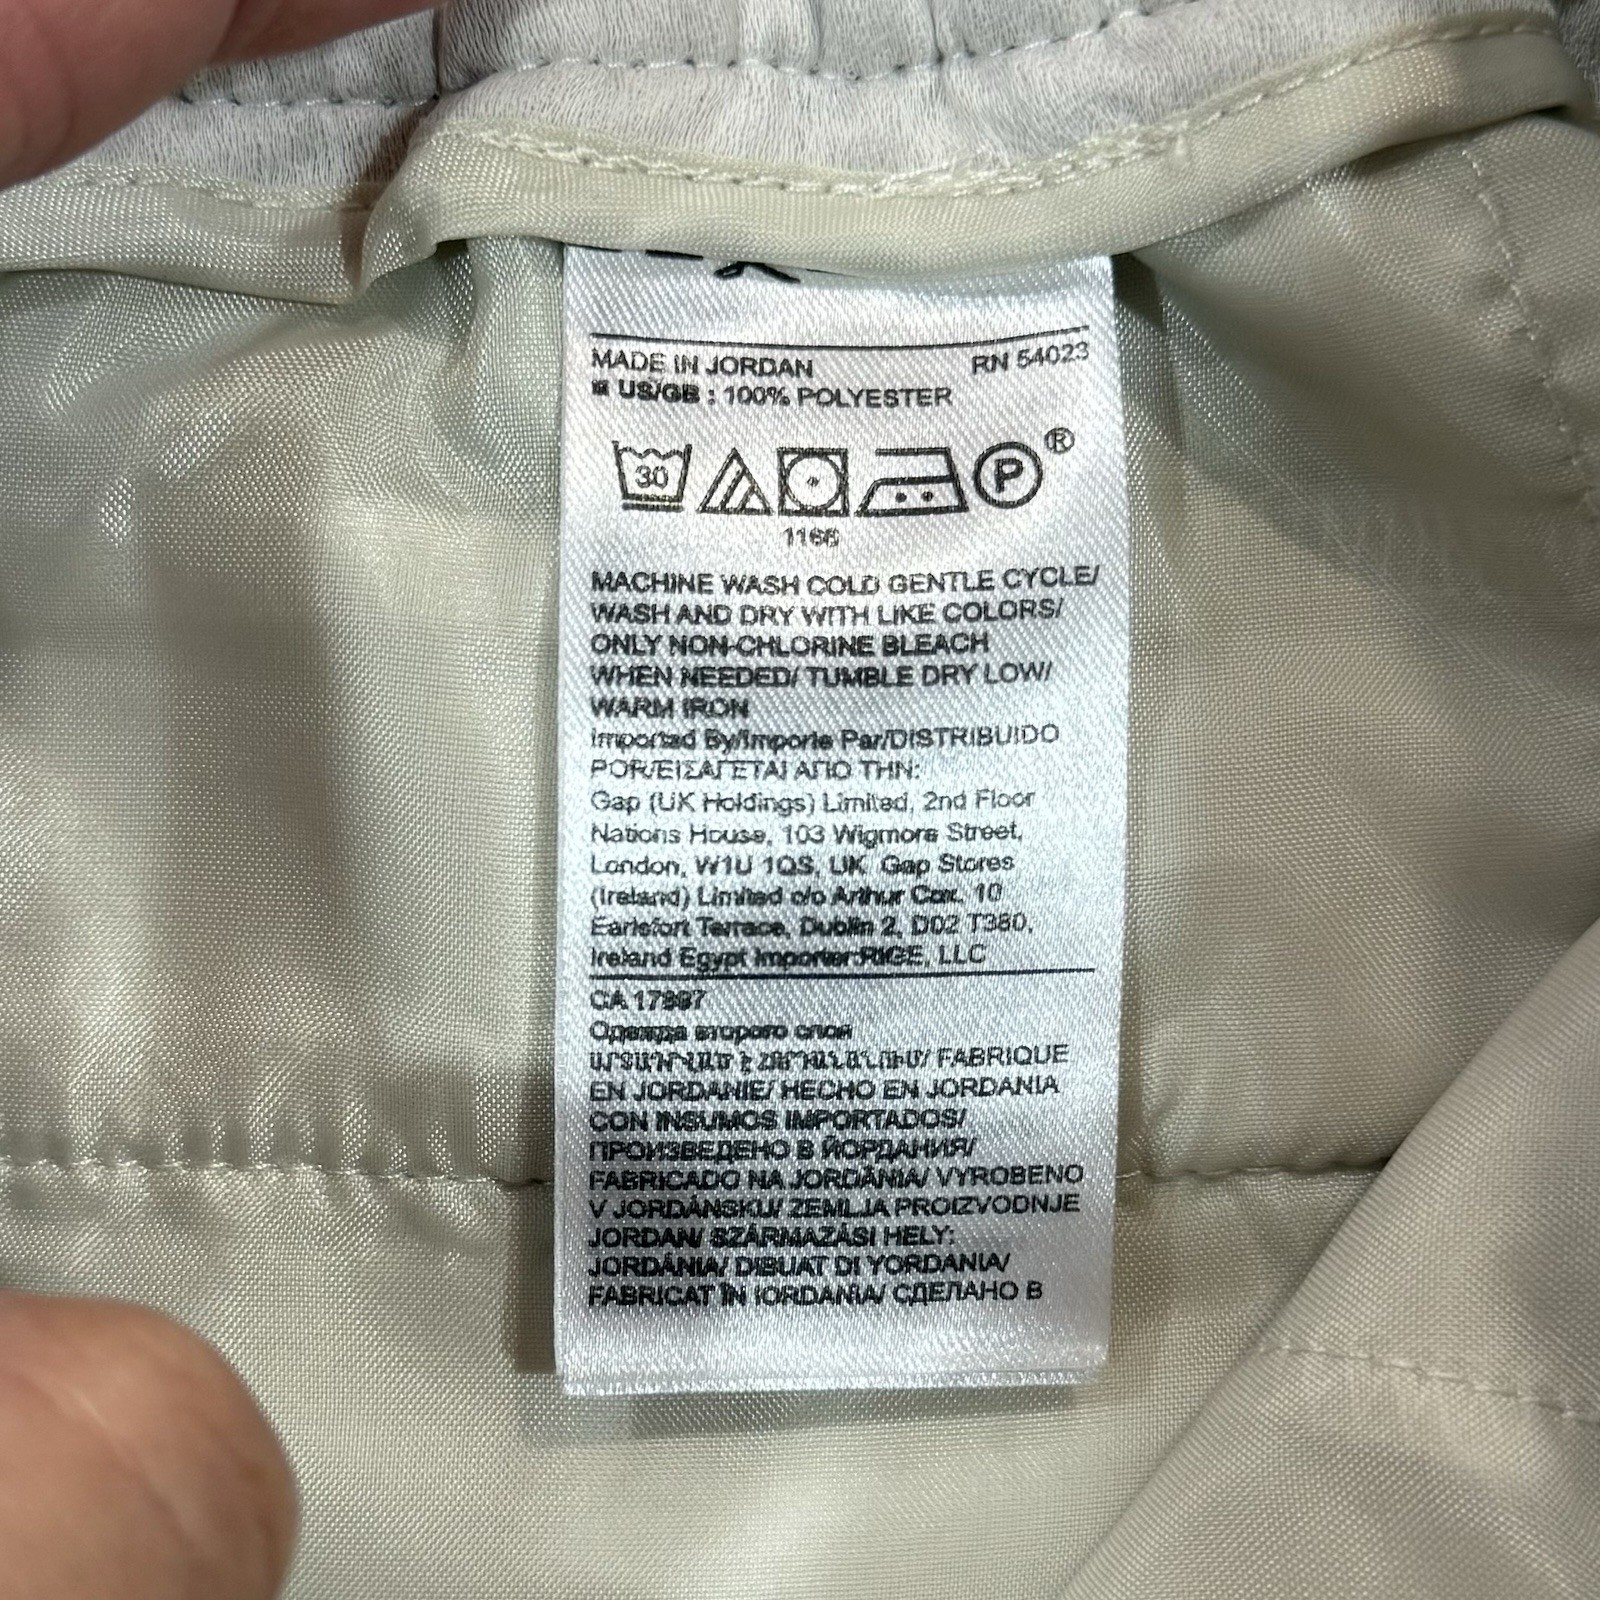 MADE IN JORDAN RN 54023
US/GB : 100% POLYESTER
30 P ®
1166
MACHINE WASH COLD GENTLE CYCLE/
WASH AND DRY WITH LIKE COLORS/
ONLY NON-CHLORINE BLEACH
WHEN NEEDED/ TUMBLE DRY LOW/
WARM IRON
Imported By/Importe Par/DISTRIBUIDO
POR/ΕΙΣΑΓΕΤΑΙ ΑΠΟ ΤΗΝ:
Gap (UK Holdings) Limited, 2nd Floor
Nations House, 103 Wigmore Street,
London, W1U 1QS, UK Gap Stores
(Ireland) Limited c/o Arthur Cox, 10
Earlsfort Terrace, Dublin 2, D02 T380,
Ireland Egypt Importer:RIGE, LLC
CA 17897
Одежда второго слоя
FABRIQUE
EN JORDANIE/ HECHO EN JORDANIA
CON INSUMOS IMPORTADOS/
ПРОИЗВЕДЕНО В ЙОРДАНИЯ/
FABRICADO NA JORDÂNIA/ VYROBENO
V JORDÁNSKU/ ZEMLJA PROIZVODNJE
JORDAN/ SZÁRMAZÁSI HELY:
JORDÁNIA/ DIBUAT DI YORDANIA/
FABRICAT ÎN IORDANIA/ СДЕЛАНО В